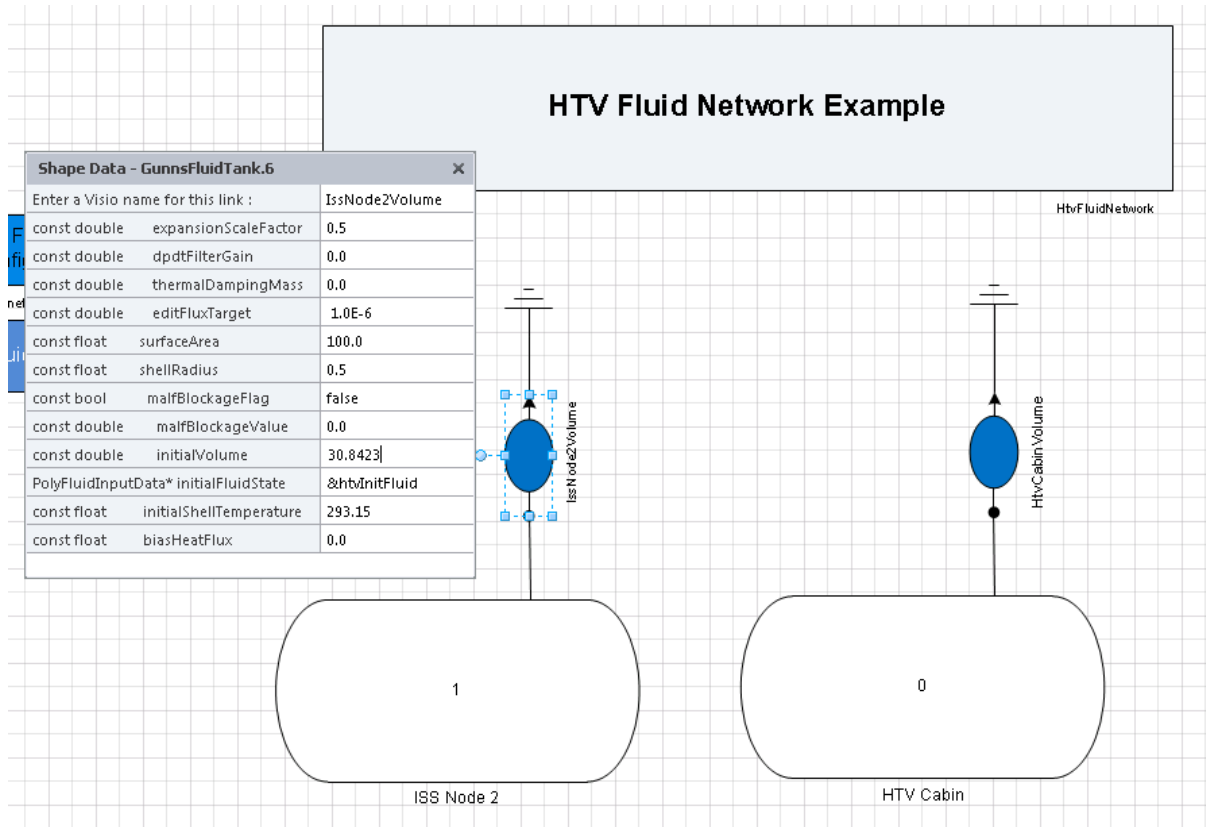 HTV Fluid Network Example
HtvFluidNetwork
Shape Data - GunnsFluidTank.6
Enter a Visio name for this link : IssNode2Volume
const double expansionScaleFactor 0.5
const double dpdtFilterGain 0.0
const double thermalDampingMass 0.0
const double editFluxTarget 1.0E-6
const float surfaceArea 100.0
const float shellRadius 0.5
const bool malfBlockageFlag false
const double malfBlockageValue 0.0
const double initialVolume 30.8423
PolyFluidInputData* initialFluidState &htvInitFluid
const float initialShellTemperature 293.15
const float biasHeatFlux 0.0
IssNode2Volume
HtvCabinVolume
1
0
ISS Node 2
HTV Cabin